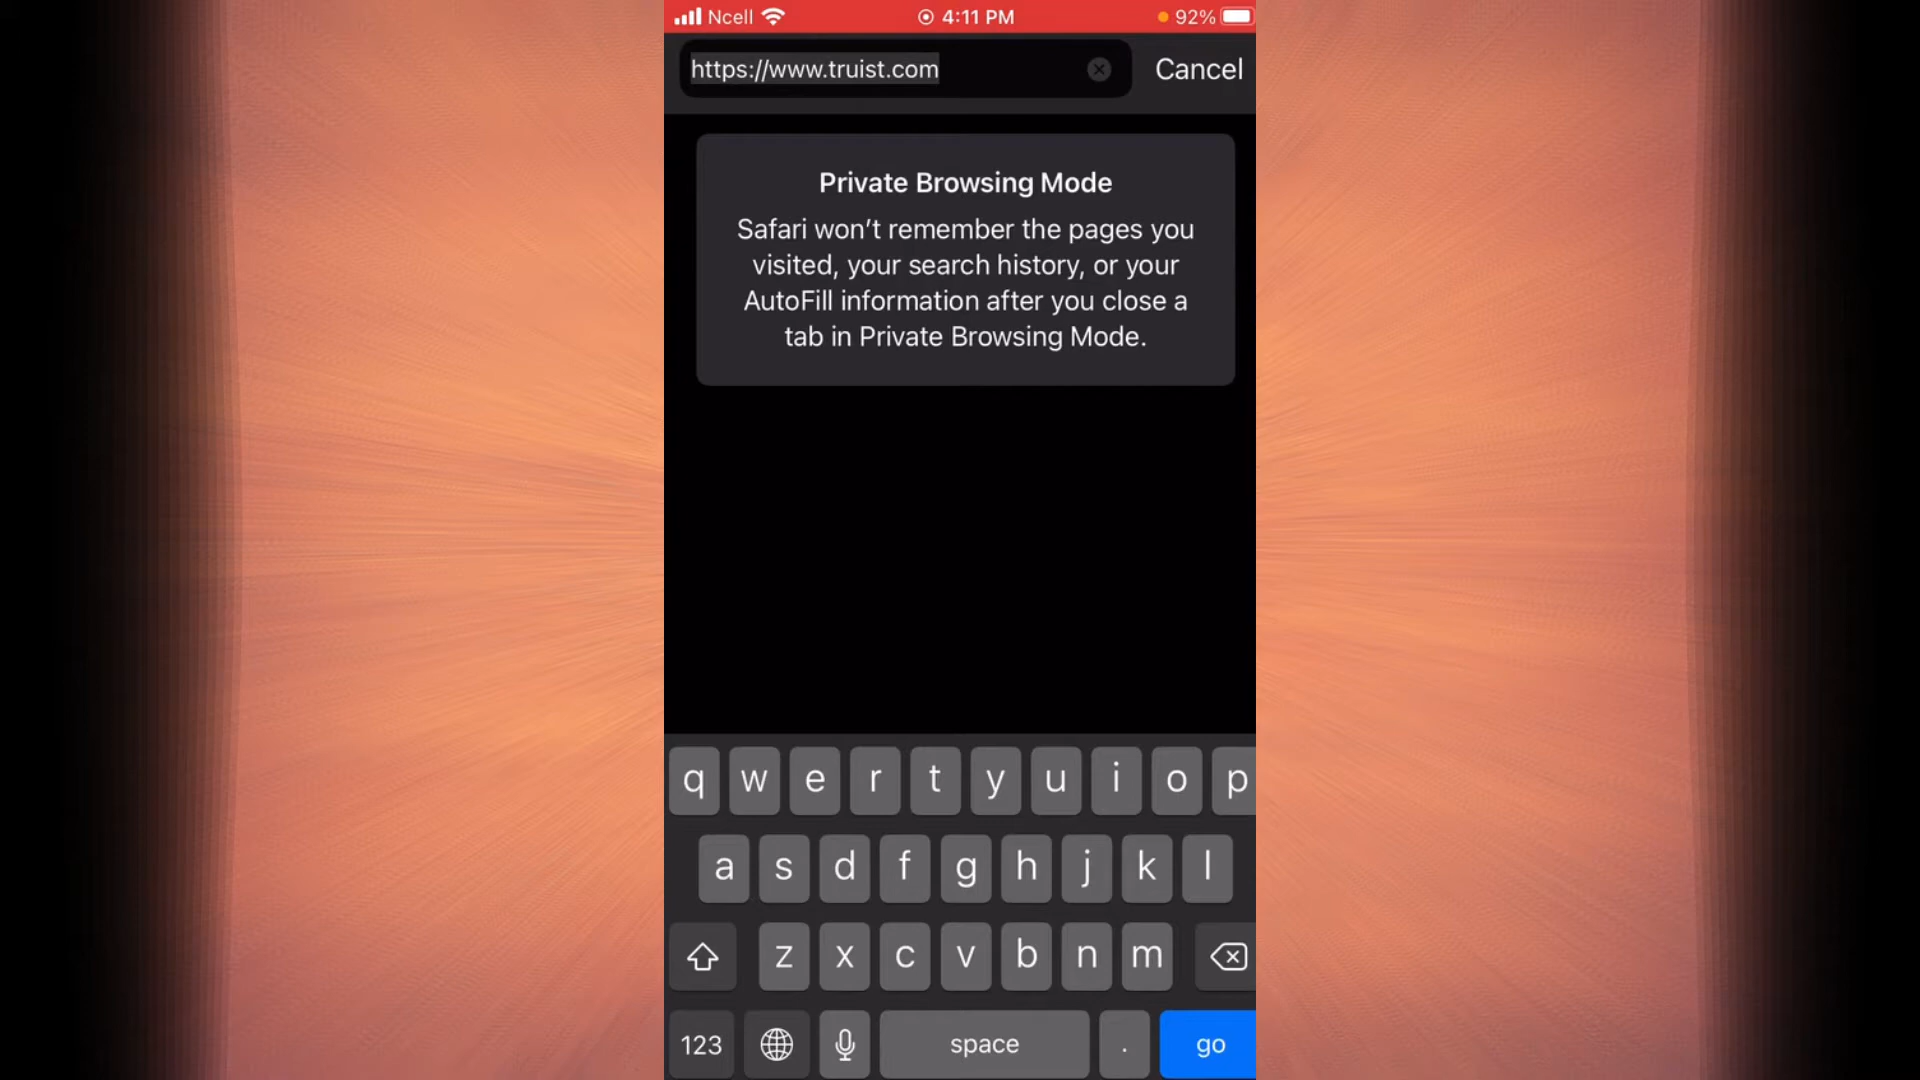 Ncell 4:11 PM 92%
https://www.truist.com Cancel
Private Browsing Mode
Safari won’t remember the pages you
visited, your search history, or your
AutoFill information after you close a
tab in Private Browsing Mode.
q w e r t y u i o p
a s d f g h j k l
z x c v b n m
123 space . go